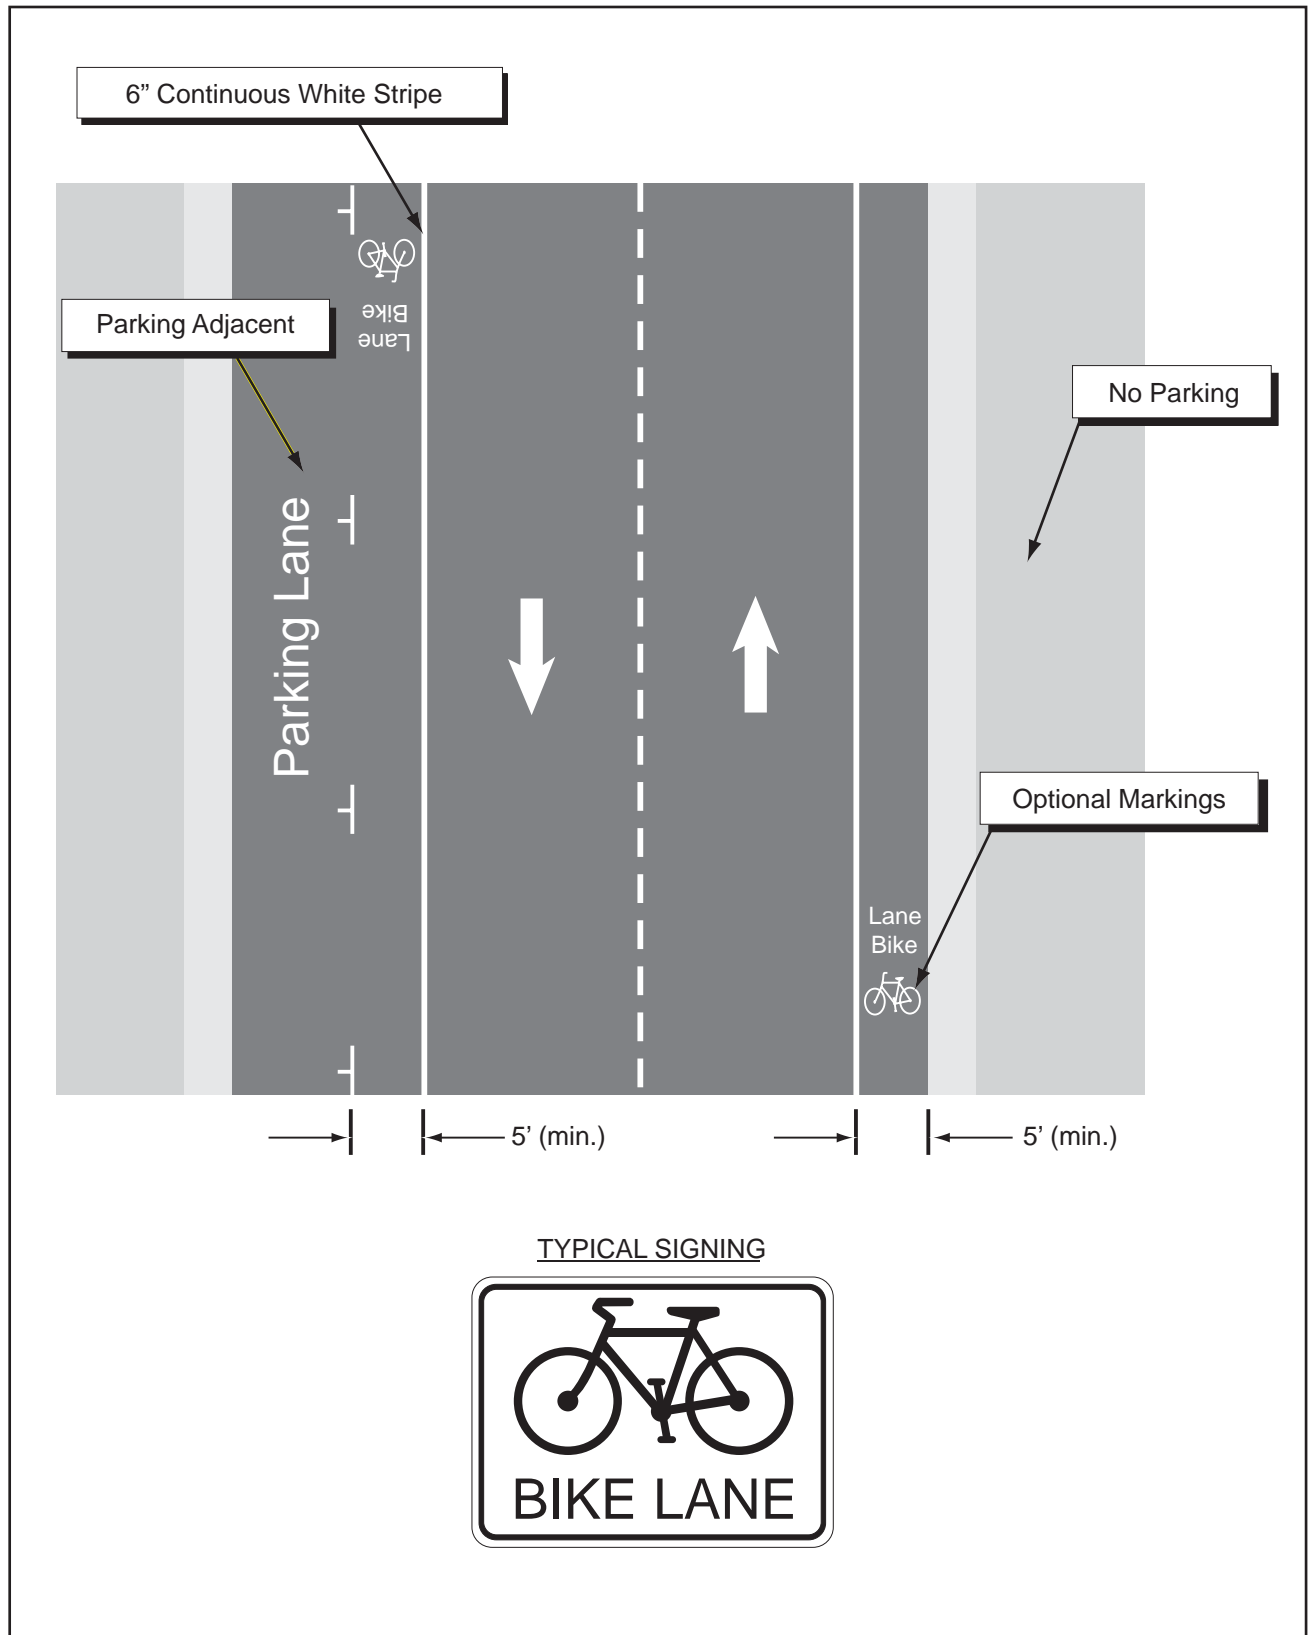 6” Continuous White Stripe
Bike
Lane
Parking Adjacent
No Parking
Parking Lane
Optional Markings
Lane
Bike
5’ (min.)
5’ (min.)
TYPICAL SIGNING
BIKE LANE